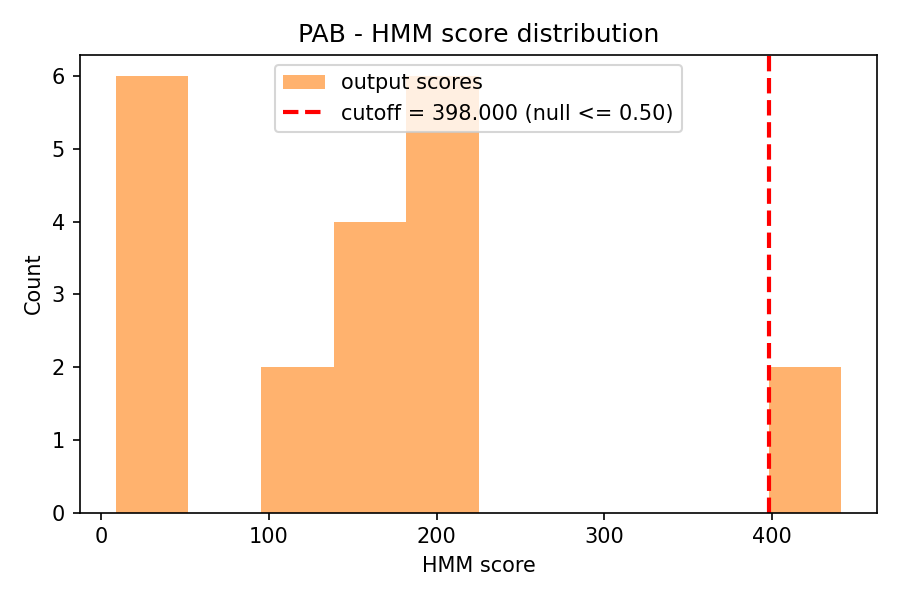 PAB - HMM score distribution
output scores
cutoff = 398.000 (null <= 0.50)
Count
6
5
4
3
2
1
0
0 100 200 300 400
HMM score